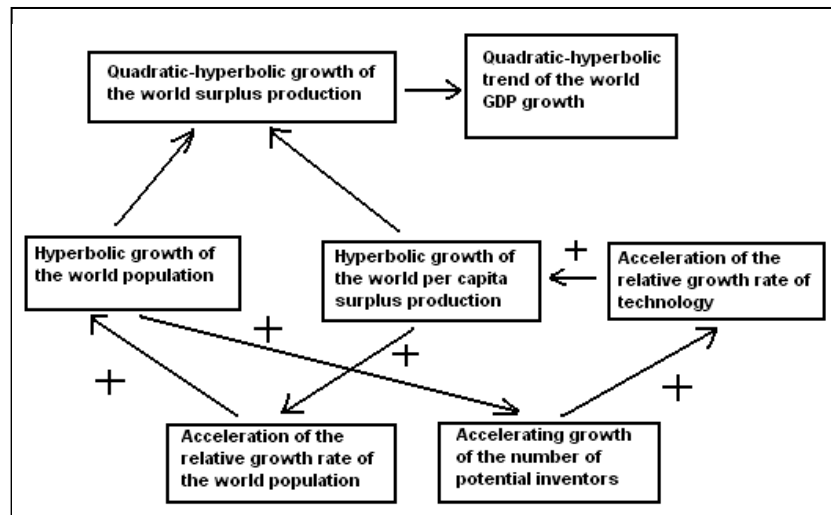 Quadratic-hyperbolic growth of
the world surplus production
Quadratic-hyperbolic
trend of the world
GDP growth
Hyperbolic growth of
the world population
Hyperbolic growth of
the world per capita
surplus production
+
Acceleration of the
relative growth rate of
technology
+
+
+
+
Acceleration of the
relative growth rate of
the world population
Accelerating growth
of the number of
potential inventors